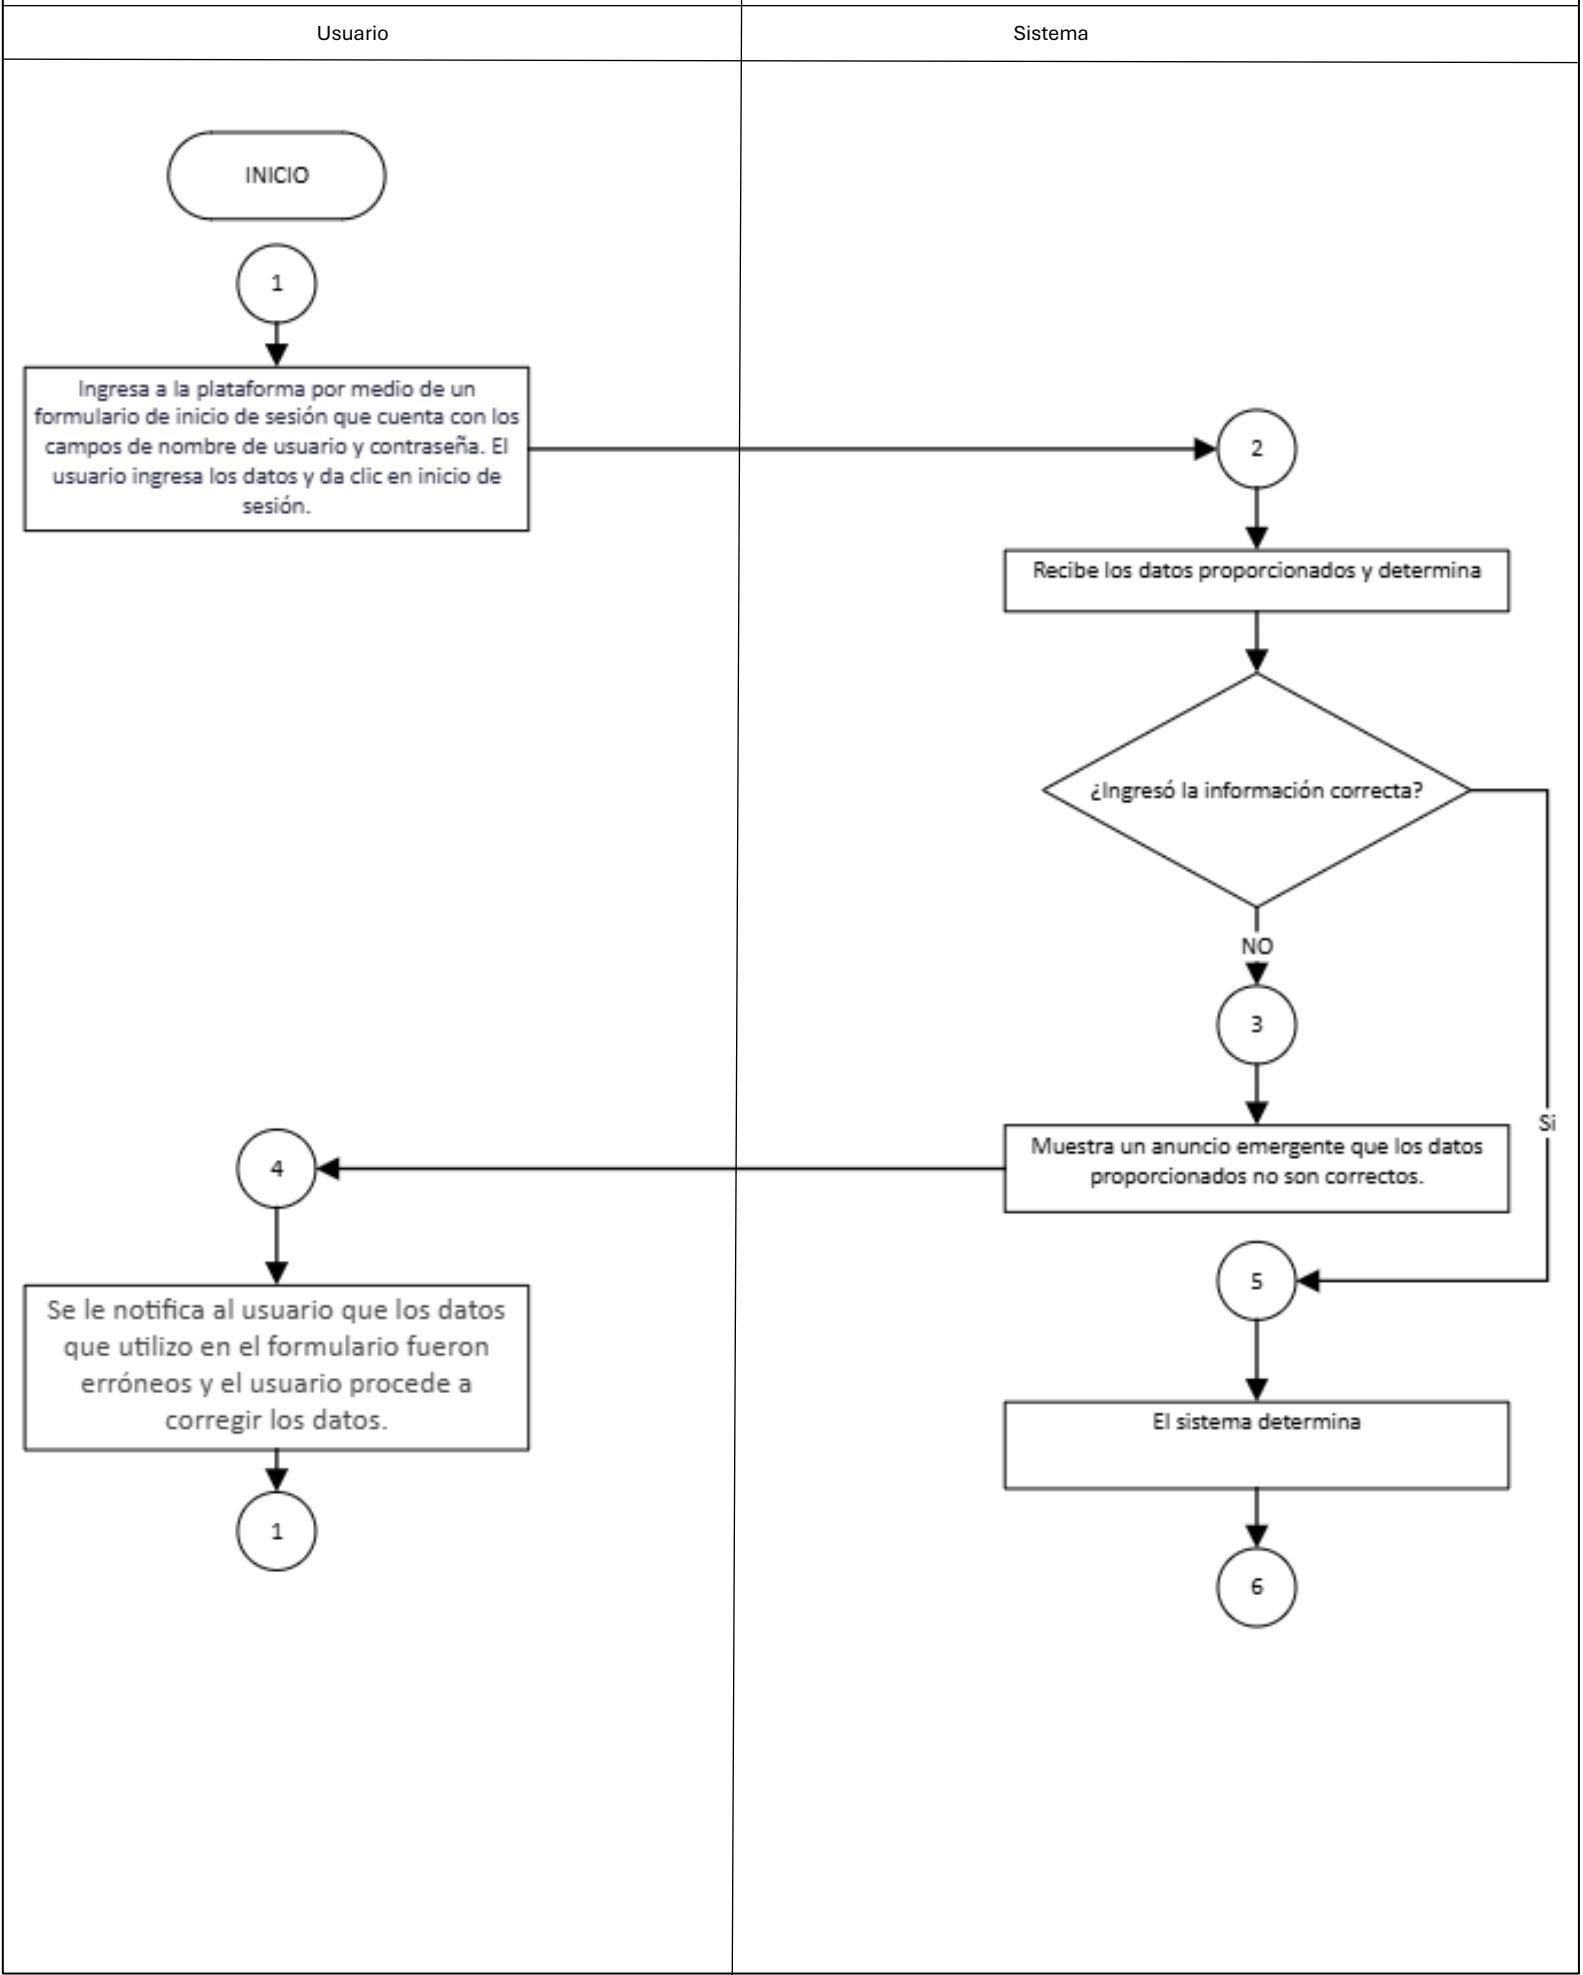 Usuario
Sistema
INICIO
1
Ingresa a la plataforma por medio de un
formulario de inicio de sesión que cuenta con los
campos de nombre de usuario y contraseña. El
usuario ingresa los datos y da clic en inicio de
sesión.
2
Recibe los datos proporcionados y determina
¿Ingresó la información correcta?
NO
3
Si
Muestra un anuncio emergente que los datos
proporcionados no son correctos.
4
Se le notifica al usuario que los datos
que utilizo en el formulario fueron
erróneos y el usuario procede a
corregir los datos.
1
5
El sistema determina
6